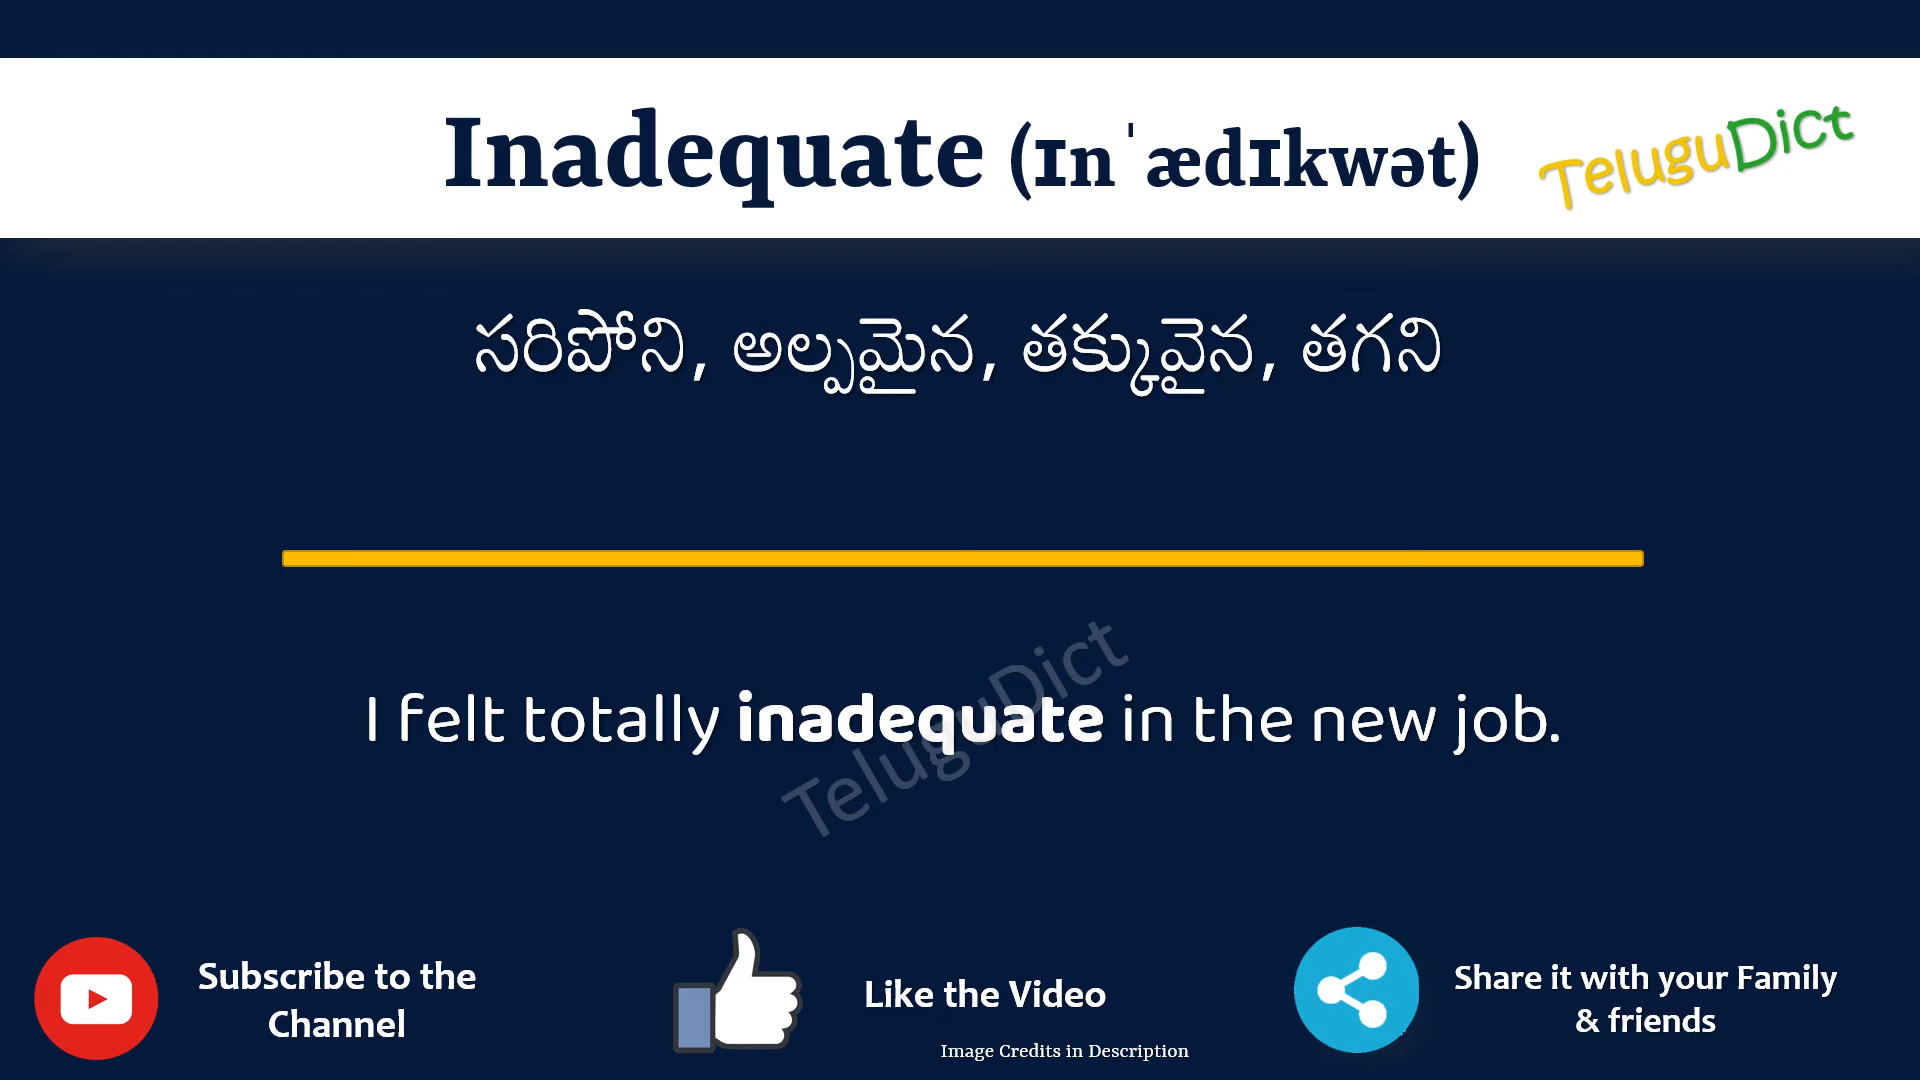 Inadequate (ɪnˈædɪkwət)
TeluguDict
సరిపోని, అల్పమైన, తక్కువైన, తగని
I felt totally inadequate in the new job.
TeluguDict
Subscribe to the
Channel
Like the Video
Share it with your Family
& friends
Image Credits in Description